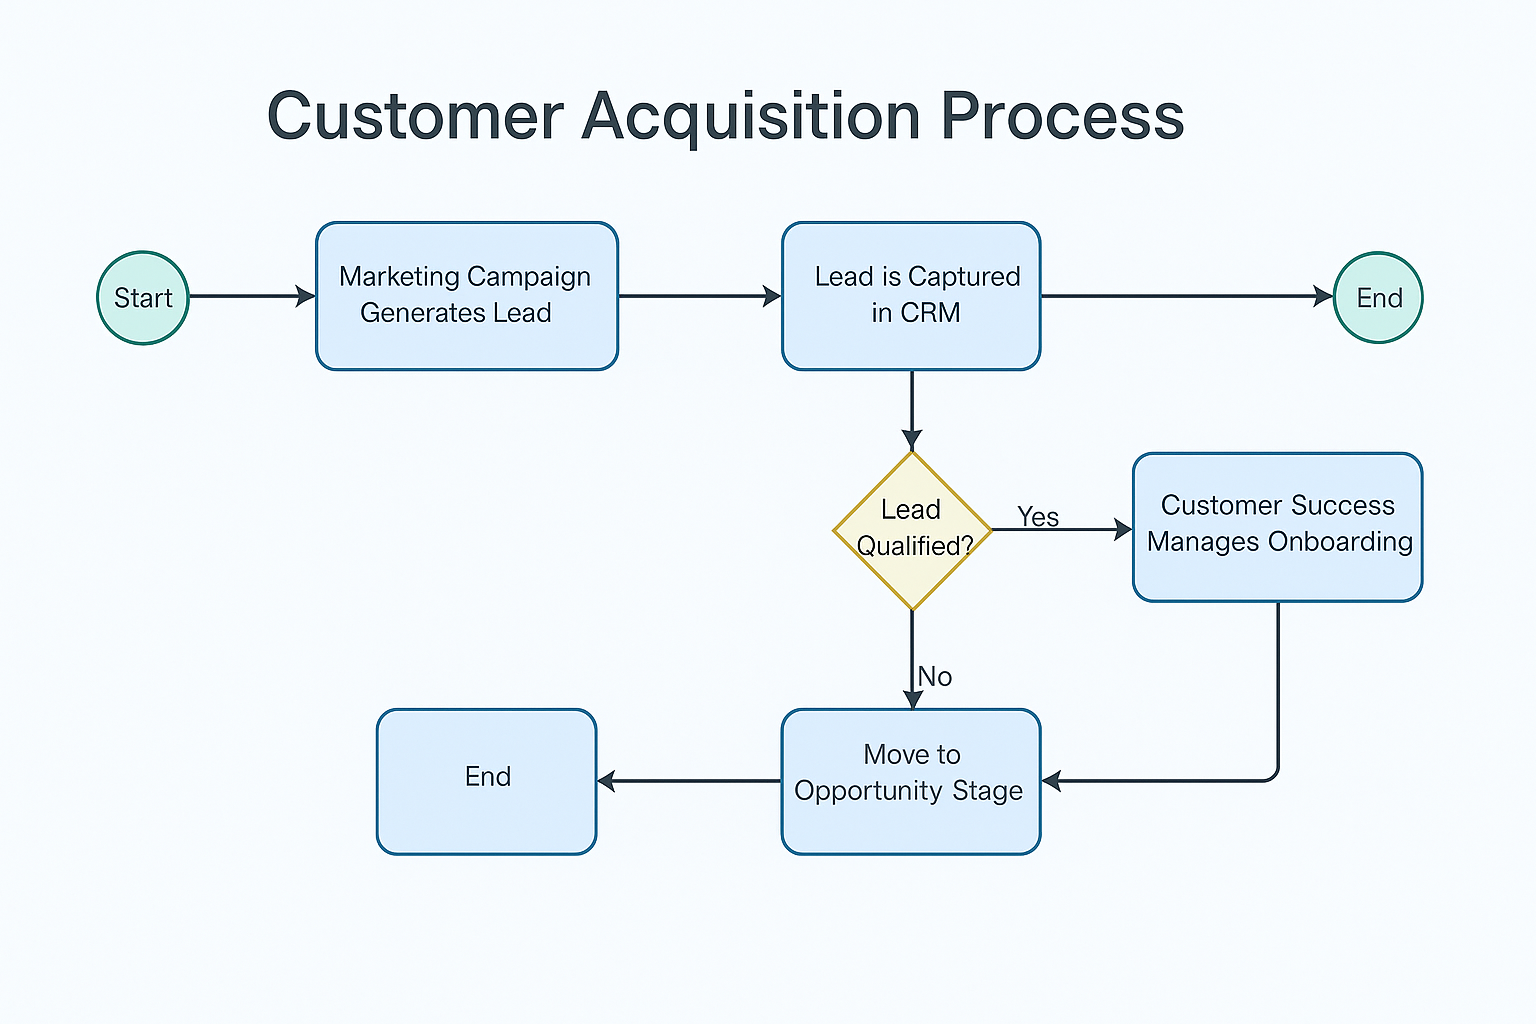 Customer Acquisition Process
Start
Marketing Campaign
Generates Lead
Lead is Captured
in CRM
End
Lead
Qualified?
Yes
Customer Success
Manages Onboarding
No
Move to
Opportunity Stage
End